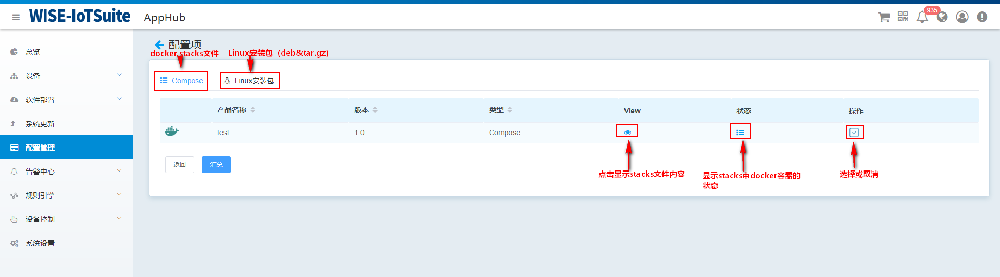 WISE-IoTSuite
AppHub
935
总览
设备
软件部署
系统更新
配置管理
告警中心
规则引擎
设备控制
系统设置
配置项
docker stacks文件
Linux安装包（deb&tar.gz）
Compose
Linux安装包
产品名称 版本 类型 View 状态 操作
test 1.0 Compose
返回 汇总
点击显示stacks文件内容
显示stacks中docker容器的
状态
选择或取消